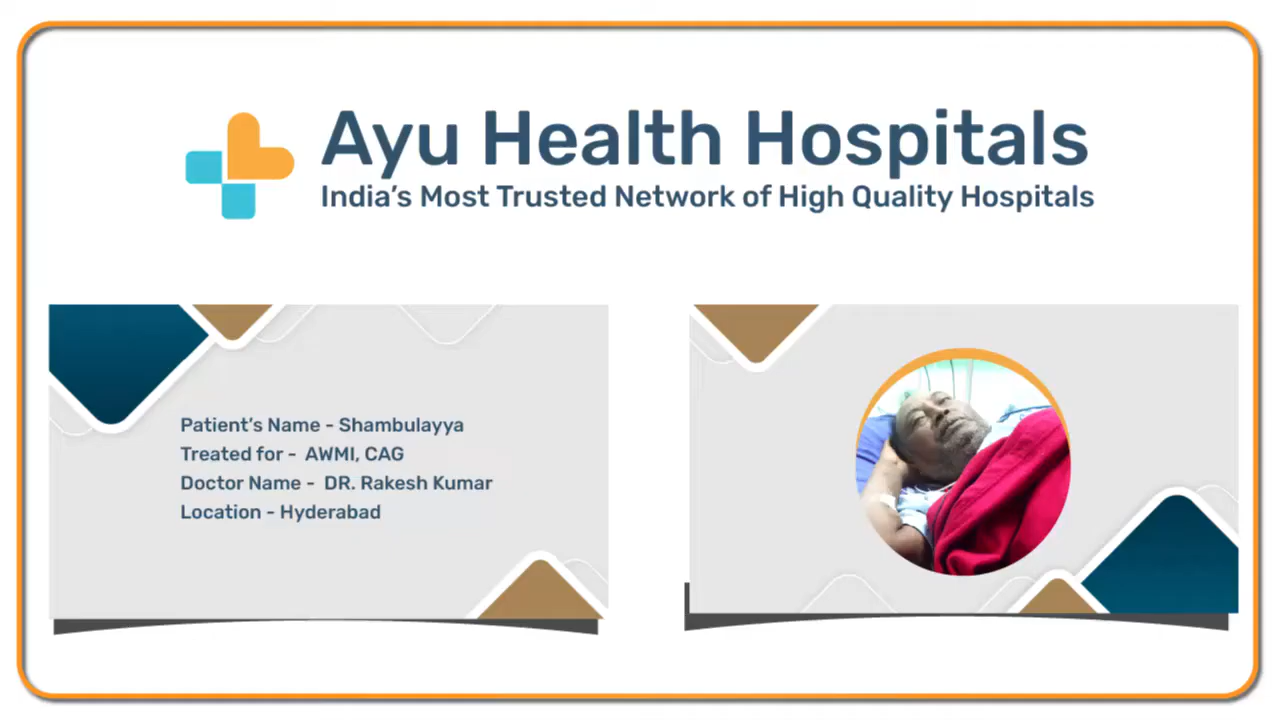 Ayu Health Hospitals
India’s Most Trusted Network of High Quality Hospitals
Patient’s Name - Shambulayya
Treated for - AWMI, CAG
Doctor Name - DR. Rakesh Kumar
Location - Hyderabad